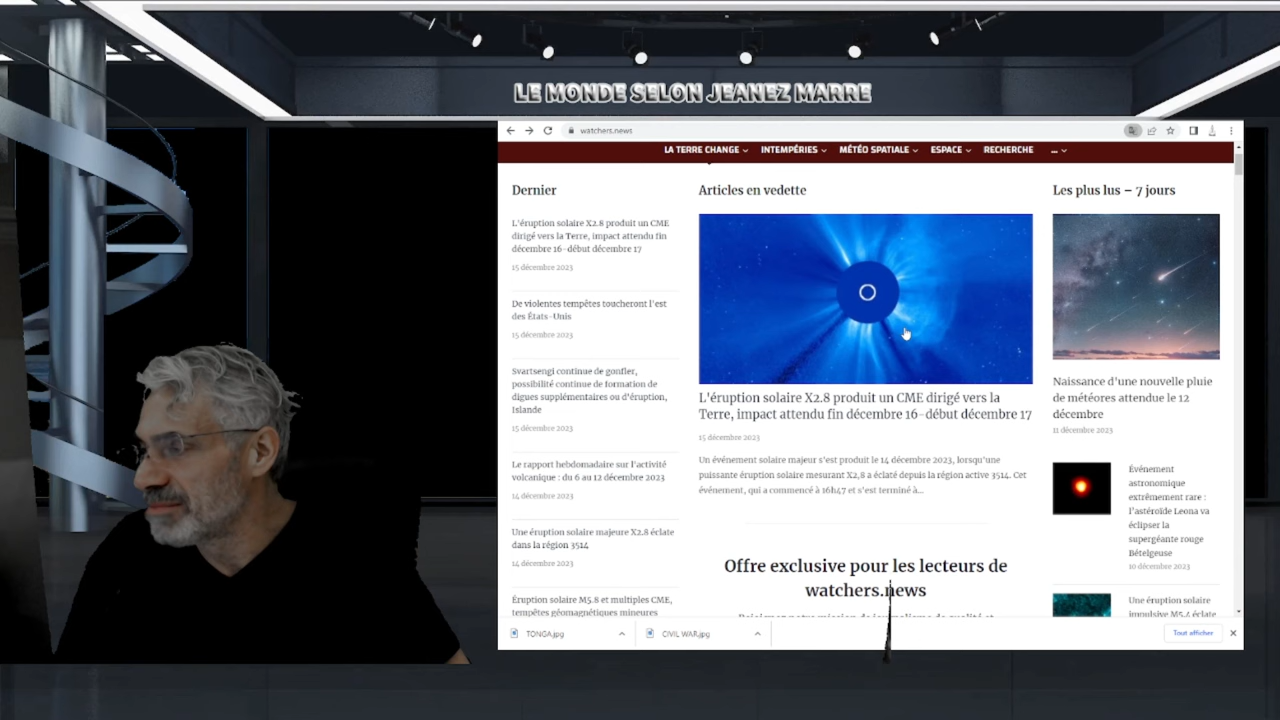 LE MONDE SELON JEANEZ MARRE
watchers.news
LA TERRE CHANGE INTEMPÉRIES MÉTÉO SPATIALE ESPACE RECHERCHE ...
Dernier
L'éruption solaire X2.8 produit un CME
dirigé vers la Terre, impact attendu fin
décembre 16-début décembre 17
15 décembre 2023
De violentes tempêtes toucheront l'est
des États-Unis
15 décembre 2023
Svartsengi continue de gonfler,
possibilité continue de formation de
digues supplémentaires ou d'éruption,
Islande
15 décembre 2023
Le rapport hebdomadaire sur l'activité
volcanique : du 6 au 12 décembre 2023
14 décembre 2023
Une éruption solaire majeure X2.8 éclate
dans la région 3514
14 décembre 2023
Éruption solaire M5.8 et multiples CME,
tempêtes géomagnétiques mineures
Articles en vedette
L'éruption solaire X2.8 produit un CME dirigé vers la
Terre, impact attendu fin décembre 16-début décembre 17
15 décembre 2023
Un événement solaire majeur s'est produit le 14 décembre 2023, lorsqu'une
puissante éruption solaire mesurant X2,8 a éclaté depuis la région active 3514. Cet
événement, qui a commencé à 16h47 et s'est terminé à...
Offre exclusive pour les lecteurs de
watchers.news
Les plus lus – 7 jours
Naissance d'une nouvelle pluie
de météores attendue le 12
décembre
11 décembre 2023
Événement
astronomique
extrêmement rare :
l'astéroïde Leona va
éclipser la
supergéante rouge
Bételgeuse
10 décembre 2023
Une éruption solaire
impulsive M5.4 éclate
TONGA.jpg
CIVIL WAR.jpg
Tout afficher